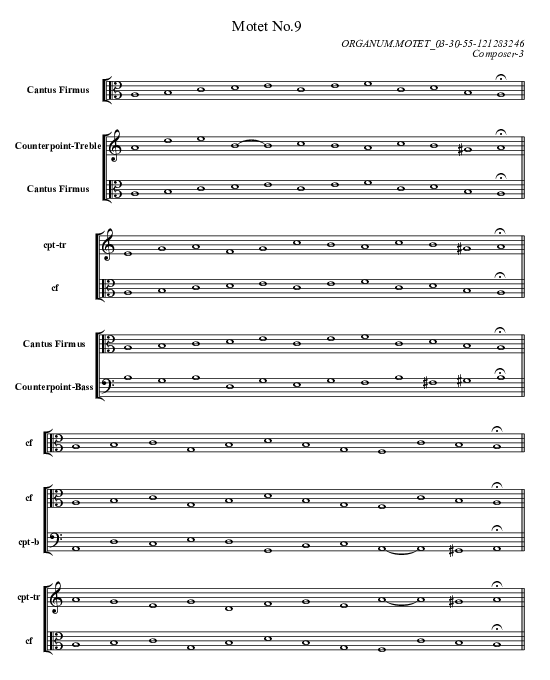 Motet No.9
ORGANUM.MOTET_03-30-55-121283246
Composer-3
Cantus Firmus
Counterpoint-Treble
Cantus Firmus
cpt-tr
cf
Cantus Firmus
Counterpoint-Bass
cf
cf
cpt-b
cpt-tr
cf